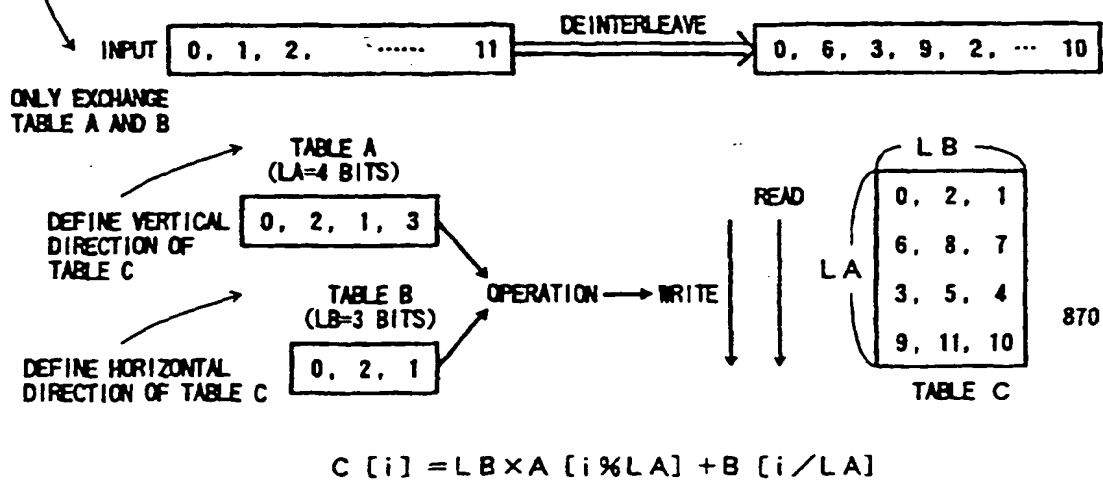 DEINTERLEAVE
INPUT 0, 1, 2, ...... 11
0, 6, 3, 9, 2, ... 10
ONLY EXCHANGE
TABLE A AND B
TABLE A
(LA=4 BITS)
0, 2, 1, 3
DEFINE VERTICAL
DIRECTION OF
TABLE C
TABLE B
(LB=3 BITS)
0, 2, 1
DEFINE HORIZONTAL
DIRECTION OF TABLE C
OPERATION
WRITE
READ
LB
LA
0, 2, 1
6, 8, 7
3, 5, 4
9, 11, 10
TABLE C
870
C [i] =LB×A [i%LA] +B [i/LA]